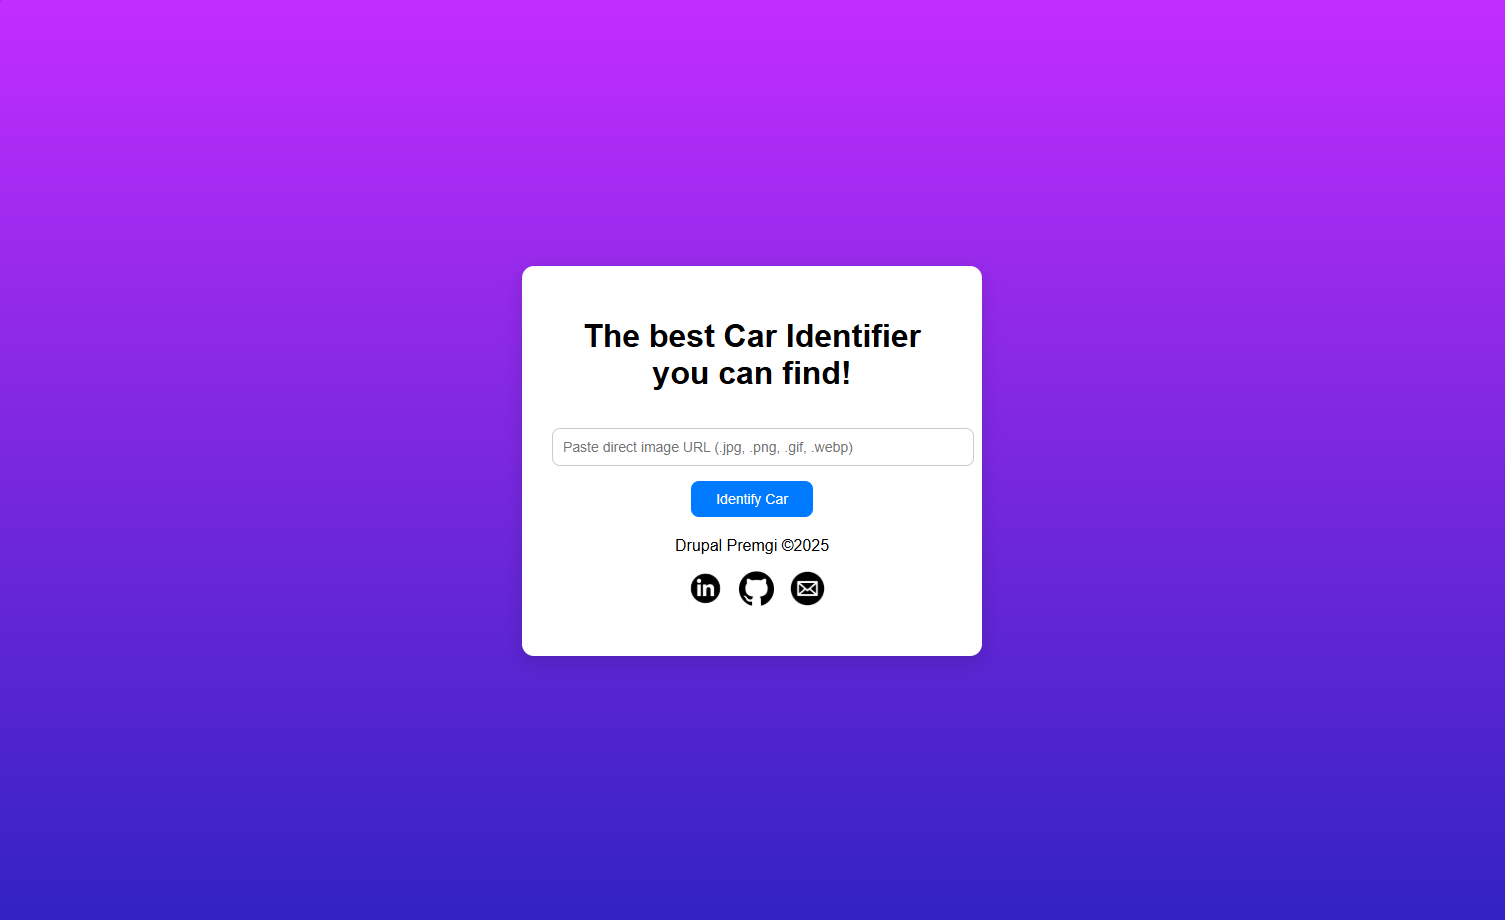 The best Car Identifier
you can find!
Paste direct image URL (.jpg, .png, .gif, .webp)
Identify Car
Drupal Premgi ©2025
in